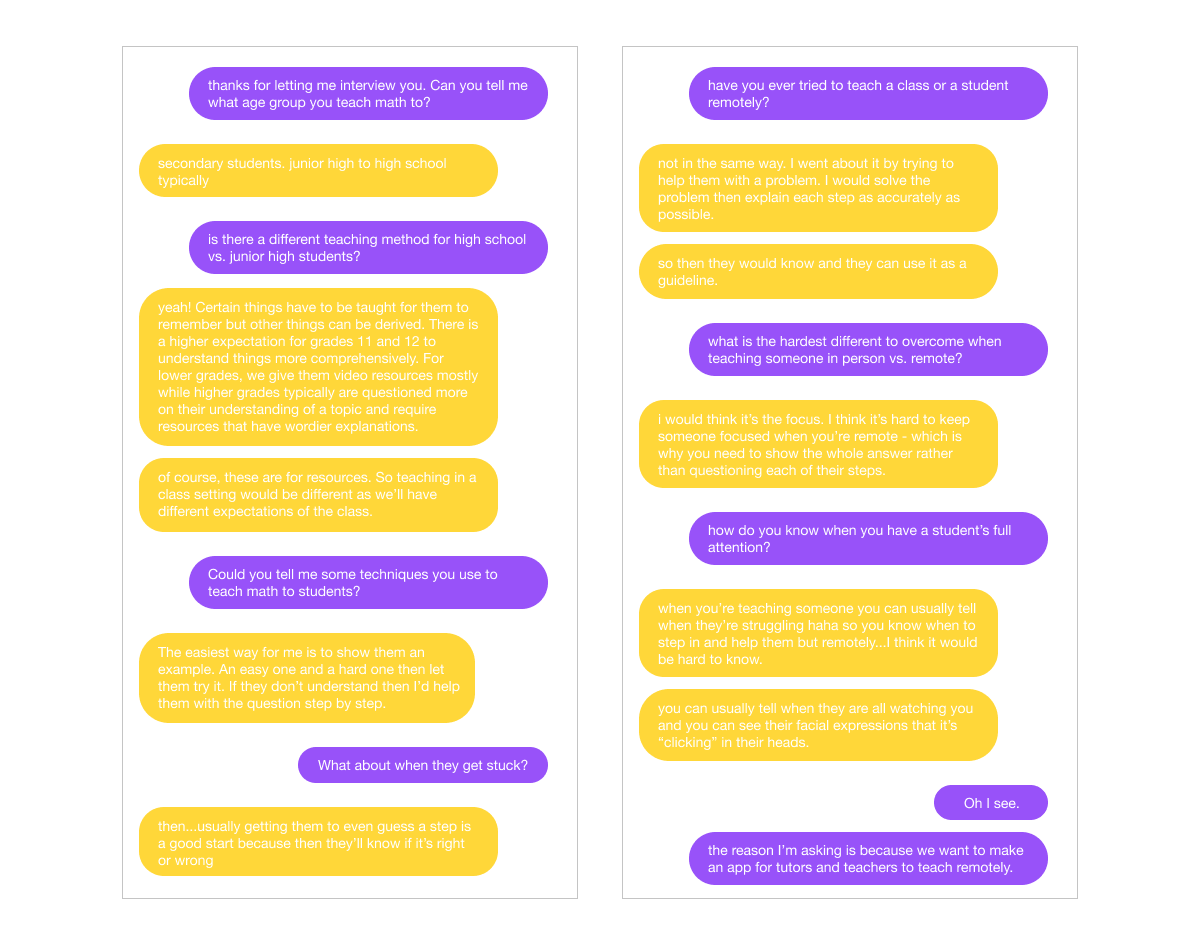 thanks for letting me interview you. Can you tell me
what age group you teach math to?
secondary students. junior high to high school
typically
is there a different teaching method for high school
vs. junior high students?
yeah! Certain things have to be taught for them to
remember but other things can be derived. There is
a higher expectation for grades 11 and 12 to
understand things more comprehensively. For
lower grades, we give them video resources mostly
while higher grades typically are questioned more
on their understanding of a topic and require
resources that have wordier explanations.
of course, these are for resources. So teaching in a
class setting would be different as we'll have
different expectations of the class.
Could you tell me some techniques you use to
teach math to students?
The easiest way for me is to show them an
example. An easy one and a hard one then let
them try it. If they don't understand then I'd help
them with the question step by step.
What about when they get stuck?
then...usually getting them to even guess a step is
a good start because then they'll know if it's right
or wrong
have you ever tried to teach a class or a student
remotely?
not in the same way. I went about it by trying to
help them with a problem. I would solve the
problem then explain each step as accurately as
possible.
so then they would know and they can use it as a
guideline.
what is the hardest different to overcome when
teaching someone in person vs. remote?
i would think it's the focus. I think it's hard to keep
someone focused when you're remote - which is
why you need to show the whole answer rather
than questioning each of their steps.
how do you know when you have a student's full
attention?
when you're teaching someone you can usually tell
when they're struggling haha so you know when to
step in and help them but remotely...I think it would
be hard to know.
you can usually tell when they are all watching you
and you can see their facial expressions that it's
“clicking” in their heads.
Oh I see.
the reason I'm asking is because we want to make
an app for tutors and teachers to teach remotely.